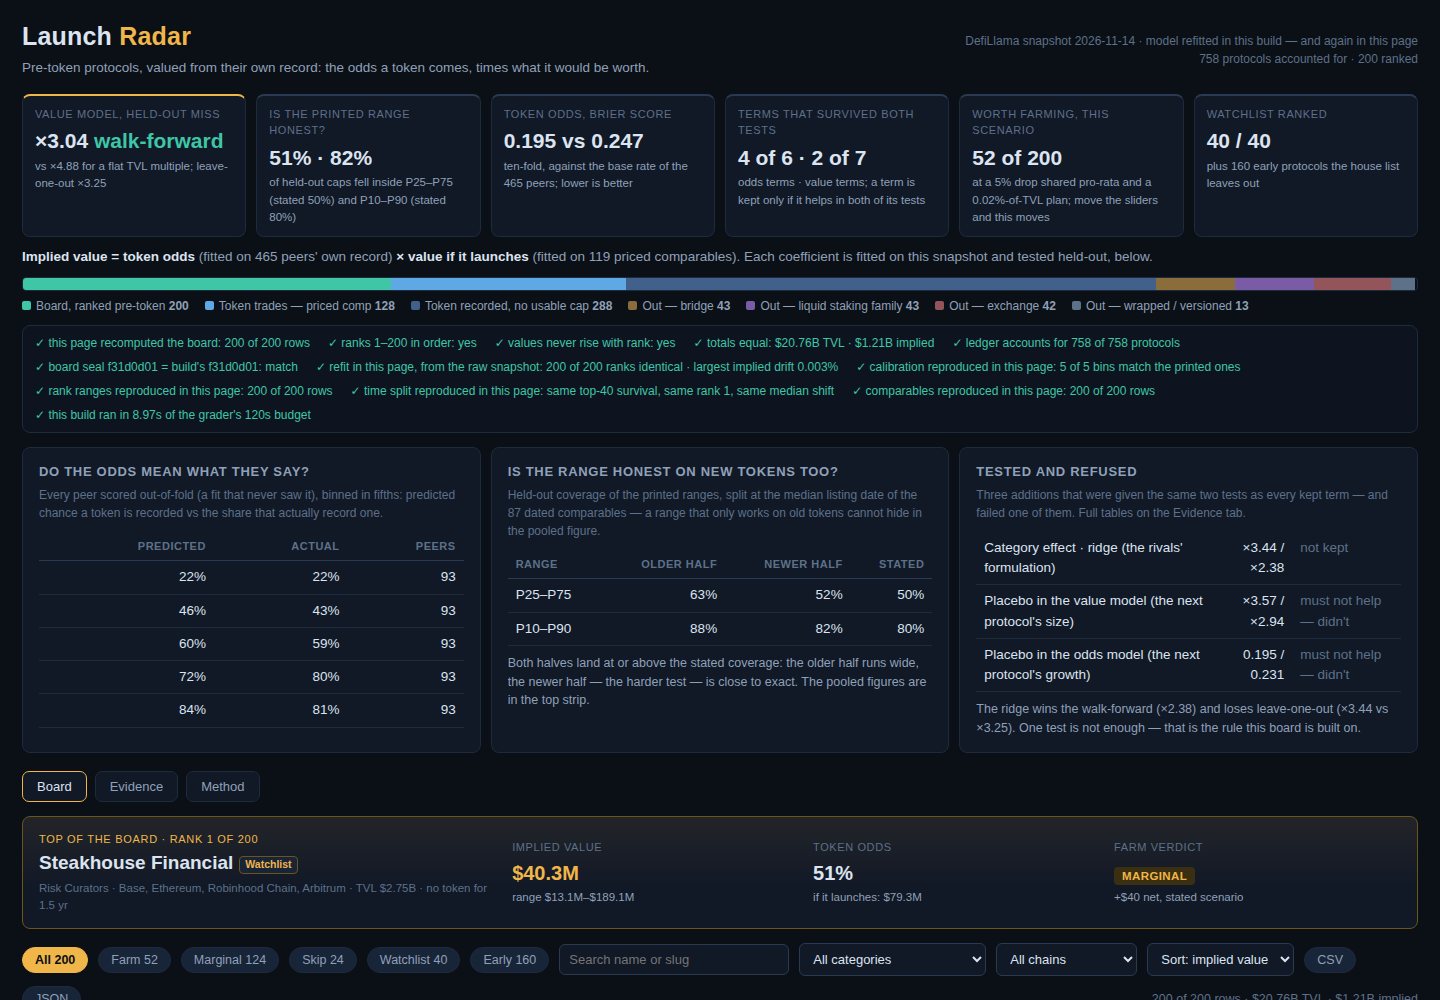 Launch Radar
DefiLlama snapshot 2026-11-14 · model refitted in this build — and again in this page
758 protocols accounted for · 200 ranked
Pre-token protocols, valued from their own record: the odds a token comes, times what it would be worth.
VALUE MODEL, HELD-OUT MISS
×3.04 walk-forward
vs ×4.88 for a flat TVL multiple; leave-
one-out ×3.25
IS THE PRINTED RANGE
HONEST?
51% · 82%
of held-out caps fell inside P25–P75
(stated 50%) and P10–P90 (stated
80%)
TOKEN ODDS, BRIER SCORE
0.195 vs 0.247
ten-fold, against the base rate of the
465 peers; lower is better
TERMS THAT SURVIVED BOTH
TESTS
4 of 6 · 2 of 7
odds terms · value terms; a term is
kept only if it helps in both of its tests
WORTH FARMING, THIS
SCENARIO
52 of 200
at a 5% drop shared pro-rata and a
0.02%-of-TVL plan; move the sliders
and this moves
WATCHLIST RANKED
40 / 40
plus 160 early protocols the house list
leaves out
Implied value = token odds (fitted on 465 peers' own record) × value if it launches (fitted on 119 priced comparables). Each coefficient is fitted on this snapshot and tested held-out, below.
Board, ranked pre-token 200 Token trades — priced comp 128 Token recorded, no usable cap 288 Out — bridge 43 Out — liquid staking family 43 Out — exchange 42 Out — wrapped / versioned 13
✓ this page recomputed the board: 200 of 200 rows ✓ ranks 1–200 in order: yes ✓ values never rise with rank: yes ✓ totals equal: $20.76B TVL · $1.21B implied ✓ ledger accounts for 758 of 758 protocols
✓ board seal f31d0d01 = build's f31d0d01: match ✓ refit in this page, from the raw snapshot: 200 of 200 ranks identical · largest implied drift 0.003% ✓ calibration reproduced in this page: 5 of 5 bins match the printed ones
✓ rank ranges reproduced in this page: 200 of 200 rows ✓ time split reproduced in this page: same top-40 survival, same rank 1, same median shift ✓ comparables reproduced in this page: 200 of 200 rows
✓ this build ran in 8.97s of the grader's 120s budget
DO THE ODDS MEAN WHAT THEY SAY?
Every peer scored out-of-fold (a fit that never saw it), binned in fifths: predicted
chance a token is recorded vs the share that actually record one.
PREDICTED ACTUAL PEERS
22% 22% 93
46% 43% 93
60% 59% 93
72% 80% 93
84% 81% 93
IS THE RANGE HONEST ON NEW TOKENS TOO?
Held-out coverage of the printed ranges, split at the median listing date of the
87 dated comparables — a range that only works on old tokens cannot hide in
the pooled figure.
RANGE OLDER HALF NEWER HALF STATED
P25–P75 63% 52% 50%
P10–P90 88% 82% 80%
Both halves land at or above the stated coverage: the older half runs wide,
the newer half — the harder test — is close to exact. The pooled figures are
in the top strip.
TESTED AND REFUSED
Three additions that were given the same two tests as every kept term — and
failed one of them. Full tables on the Evidence tab.
Category effect · ridge (the rivals' ×3.44 / not kept
formulation) ×2.38
Placebo in the value model (the next ×3.57 / must not help
protocol's size) ×2.94 — didn't
Placebo in the odds model (the next 0.195 / must not help
protocol's growth) 0.231 — didn't
The ridge wins the walk-forward (×2.38) and loses leave-one-out (×3.44 vs
×3.25). One test is not enough — that is the rule this board is built on.
Board Evidence Method
TOP OF THE BOARD · RANK 1 OF 200
Steakhouse Financial Watchlist
Risk Curators · Base, Ethereum, Robinhood Chain, Arbitrum · TVL $2.75B · no token for
1.5 yr
IMPLIED VALUE
$40.3M
range $13.1M–$189.1M
TOKEN ODDS
51%
if it launches: $79.3M
FARM VERDICT
MARGINAL
+$40 net, stated scenario
All 200 Farm 52 Marginal 124 Skip 24 Watchlist 40 Early 160 Search name or slug All categories All chains Sort: implied value CSV
JSON 200 of 200 rows · $20.76B TVL · $1.21B implied